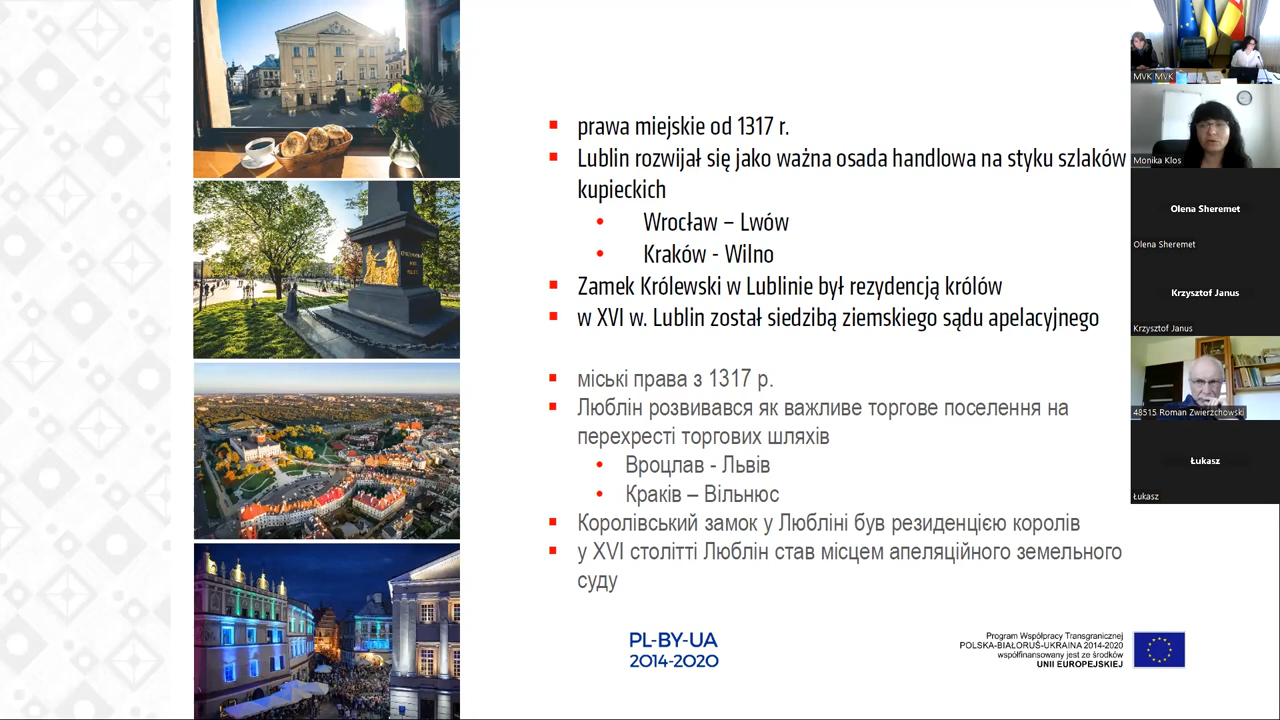 prawa miejskie od 1317 r.
Lublin rozwijał się jako ważna osada handlowa na styku szlaków
kupieckich
Wrocław – Lwów
Kraków - Wilno
Zamek Królewski w Lublinie był rezydencją królów
w XVI w. Lublin został siedzibą ziemskiego sądu apelacyjnego
міські права з 1317 р.
Люблін розвивався як важливе торгове поселення на
перехресті торгових шляхів
Вроцлав - Львів
Краків – Вільнюс
Королівський замок у Любліні був резиденцією королів
у XVI столітті Люблін став місцем апеляційного земельного
суду
PL-BY-UA
2014-2020
Program Współpracy Transgranicznej
POLSKA-BIAŁORUŚ-UKRAINA 2014-2020
współfinansowany jest ze środków
UNII EUROPEJSKIEJ
MVK MVK
Monika Klos
Olena Sheremet
Olena Sheremet
Krzysztof Janus
Krzysztof Janus
48515 Roman Zwierzchowski
Łukasz
Łukasz